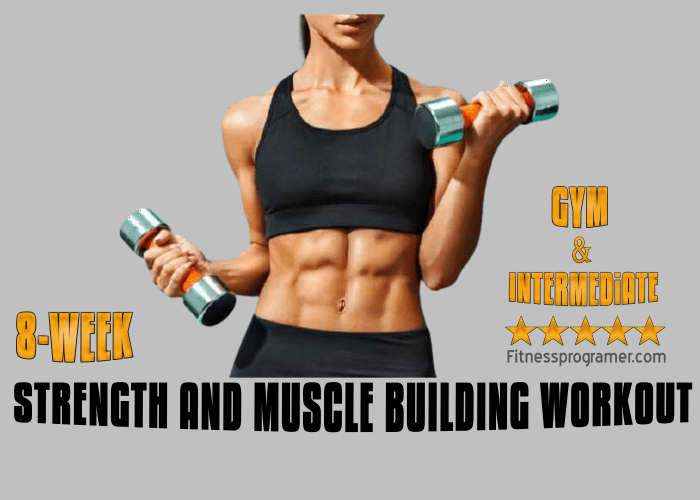 GYM
&
INTERMEDiATE
Fitnessprogramer.com
8-WEEK
STRENGTH AND MUSCLE BUILDING WORKOUT